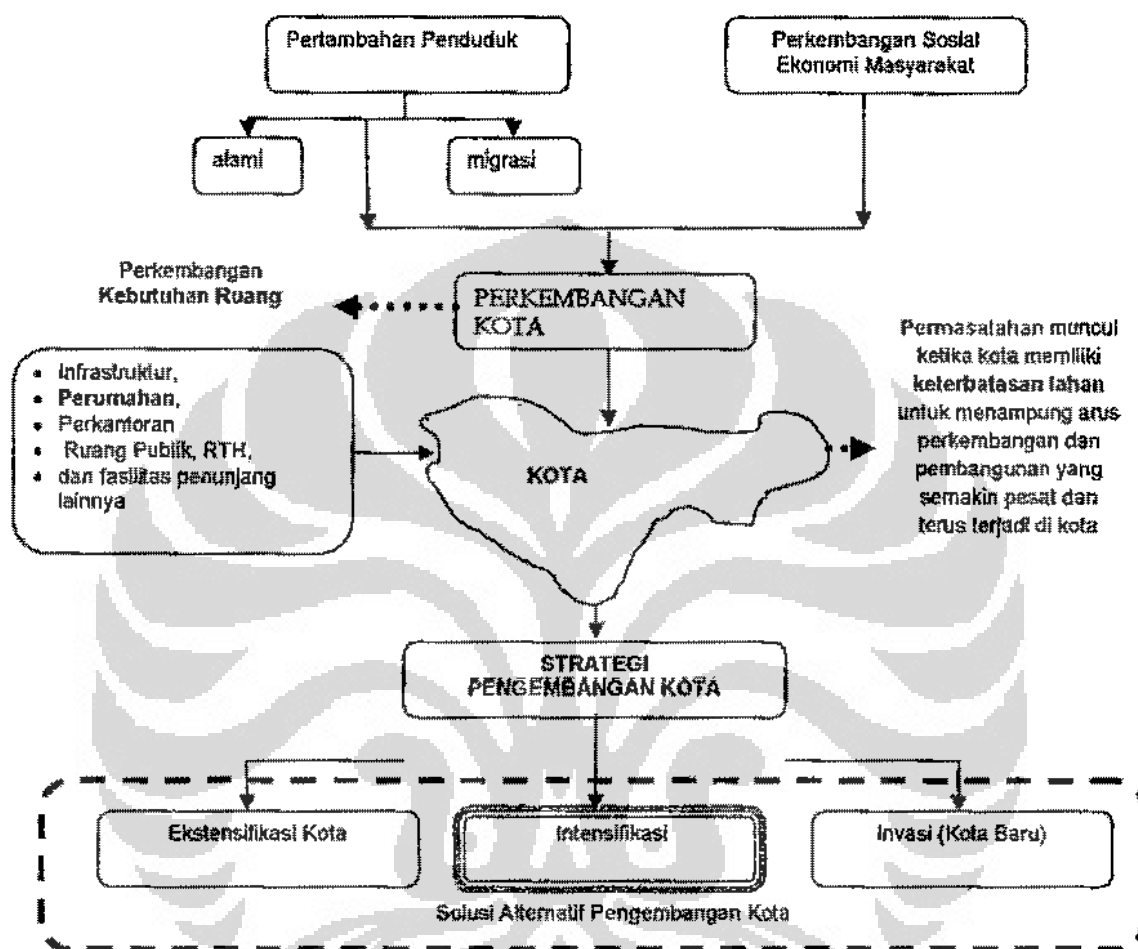 Pertambahan Penduduk
Perkembangan Sosial
Ekonomi Masyarakat
alami
migrasi
Perkembangan
Kebutuhan Ruang
PERKEMBANGAN
KOTA
Permasalahan muncul
ketika kota memiliki
keterbatasan lahan
untuk menampung arus
perkembangan dan
pembangunan yang
semakin pesat dan
terus terjadi di kota
• Infrastruktur,
• Perumahan,
• Perkantoran
• Ruang Publik, RTH,
• dan fasilitas penunjang
lainnya
KOTA
STRATEGI
PENGEMBANGAN KOTA
Ekstensifikasi Kota
Intensifikasi
Invasi (Kota Baru)
Solusi Alternatif Pengembangan Kota